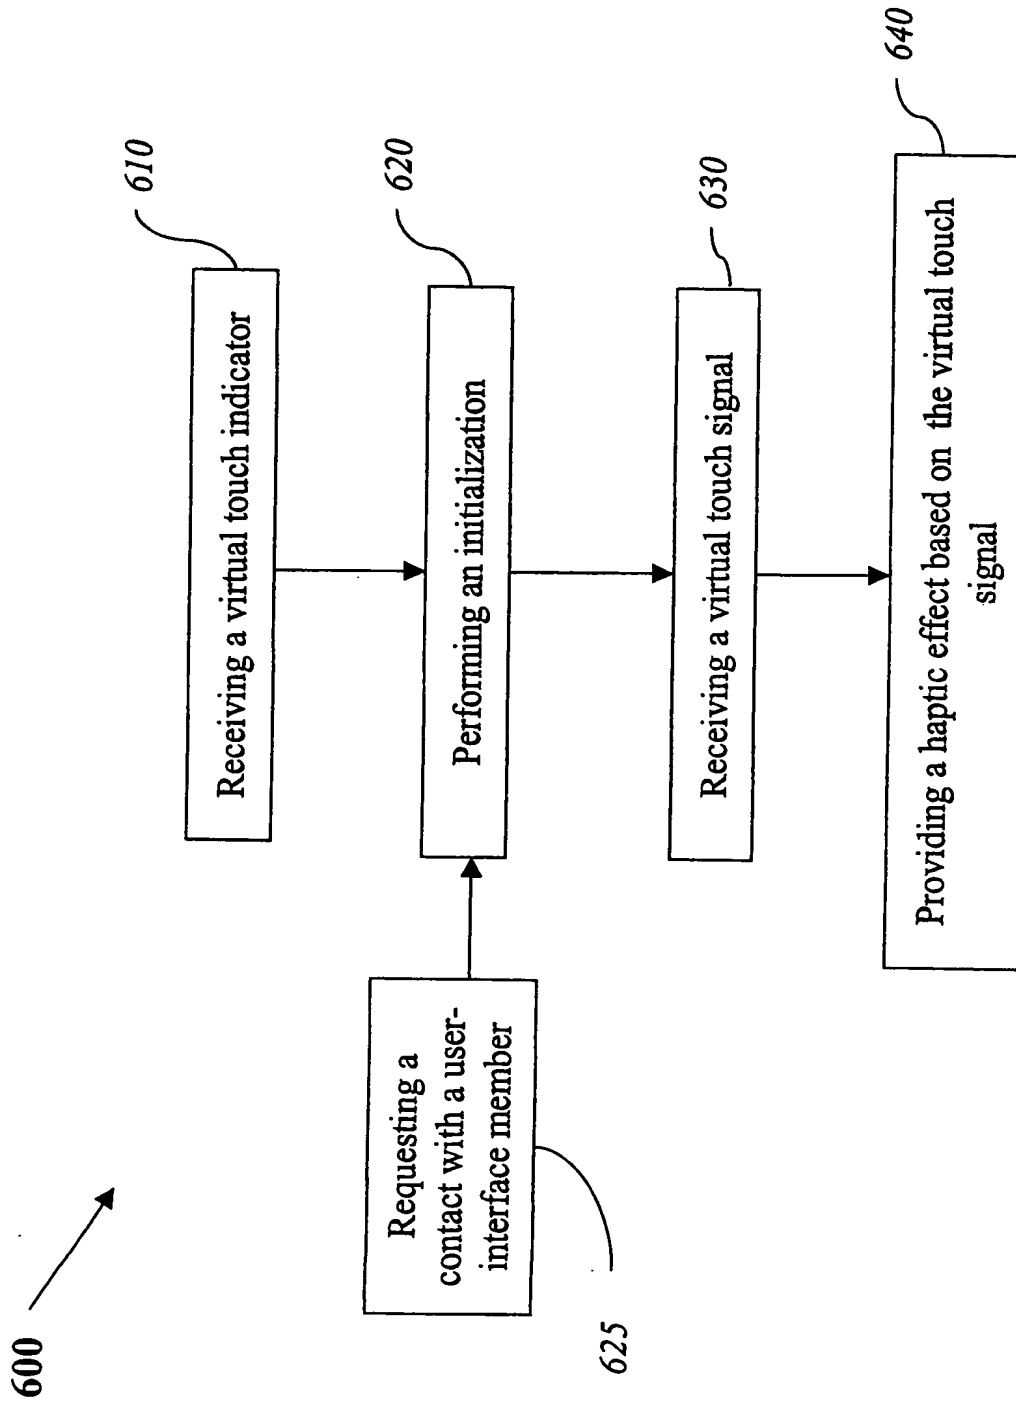 600
610
Receiving a virtual touch indicator
620
Performing an initialization
Requesting a
contact with a user-
interface member
625
630
Receiving a virtual touch signal
640
Providing a haptic effect based on the virtual touch
signal